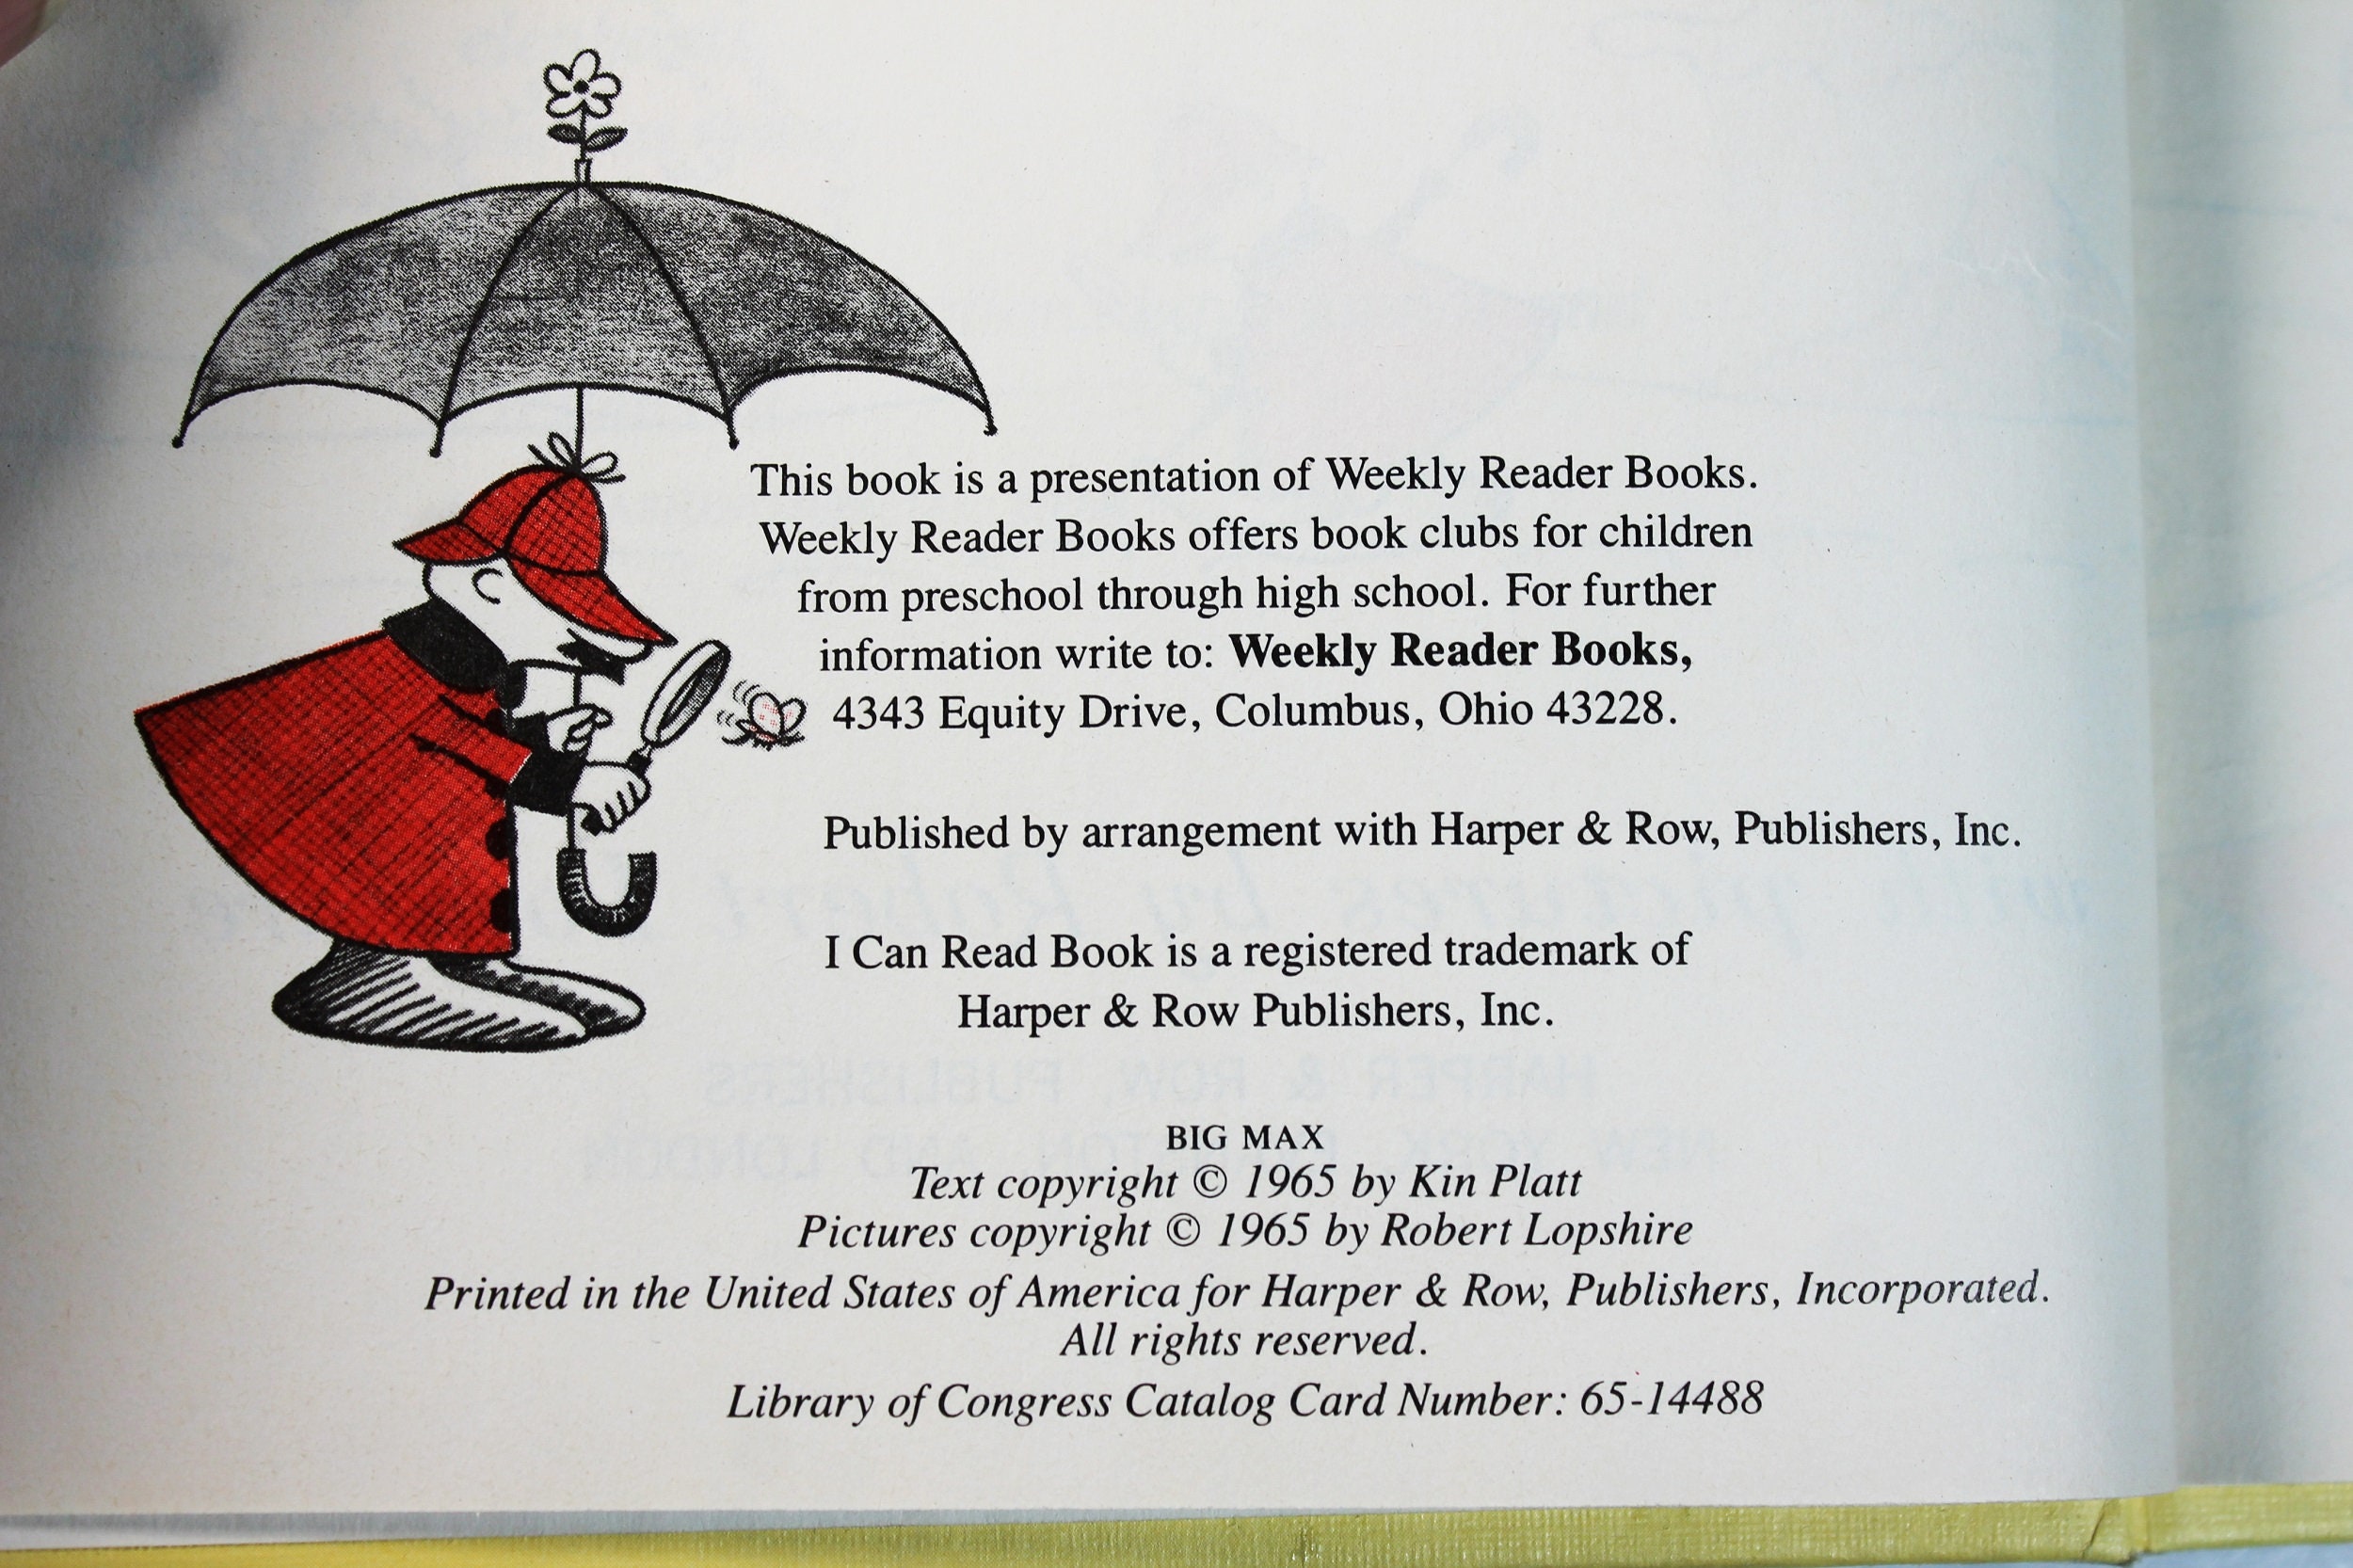 This book is a presentation of Weekly Reader Books.
Weekly Reader Books offers book clubs for children
from preschool through high school. For further
information write to: Weekly Reader Books,
4343 Equity Drive, Columbus, Ohio 43228.
Published by arrangement with Harper & Row, Publishers, Inc.
I Can Read Book is a registered trademark of
Harper & Row Publishers, Inc.
BIG MAX
Text copyright © 1965 by Kin Platt
Pictures copyright © 1965 by Robert Lopshire
Printed in the United States of America for Harper & Row, Publishers, Incorporated.
All rights reserved.
Library of Congress Catalog Card Number: 65-14488